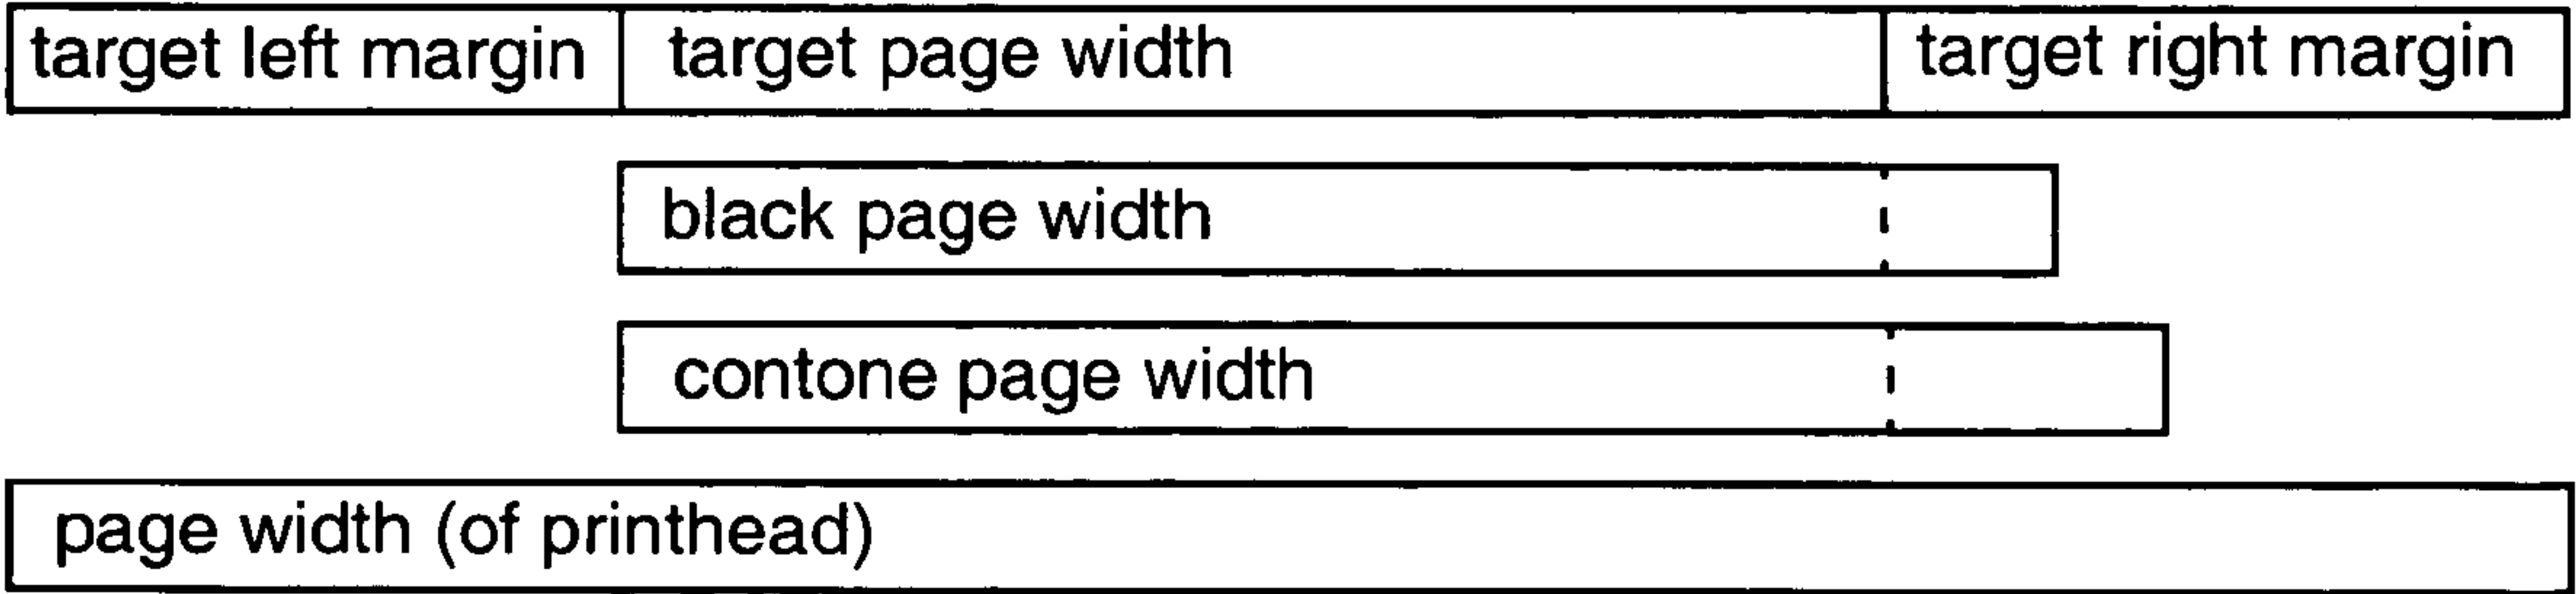 target left margin target page width target right margin
black page width
contone page width
page width (of printhead)